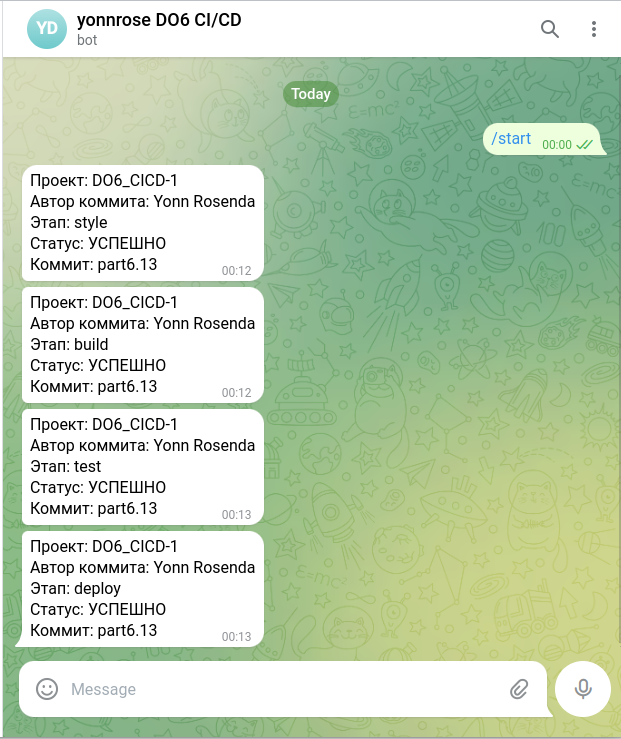 YD
yonnrose DO6 CI/CD
bot
Today
/start 00:00
Проект: DO6_CICD-1
Автор коммита: Yonn Rosenda
Этап: style
Статус: УСПЕШНО
Коммит: part6.13
00:12
Проект: DO6_CICD-1
Автор коммита: Yonn Rosenda
Этап: build
Статус: УСПЕШНО
Коммит: part6.13
00:12
Проект: DO6_CICD-1
Автор коммита: Yonn Rosenda
Этап: test
Статус: УСПЕШНО
Коммит: part6.13
00:13
Проект: DO6_CICD-1
Автор коммита: Yonn Rosenda
Этап: deploy
Статус: УСПЕШНО
Коммит: part6.13
00:13
Message